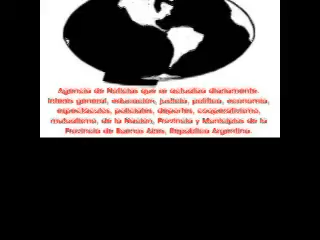 Agencia de Noticias que se actualiza diariamente.
Interés general, educación, justicia, política, economía,
espectáculos, policiales, deportes, cooperativismo,
mutualismo, de la Nación, Provincia y Municipios de la
Provincia de Buenos Aires, República Argentina.